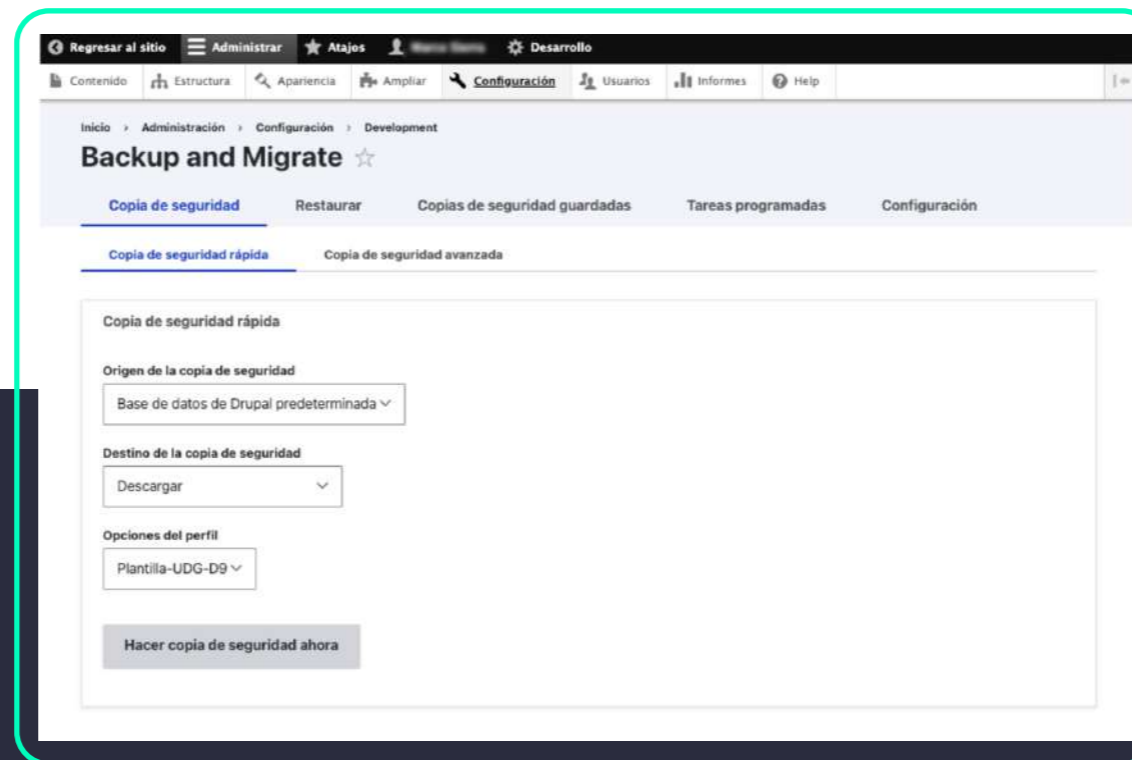 Regresar al sitio Administrar Atajos Desarrollo
Contenido Estructura Apariencia Ampliar Configuración Usuarios Informes Help
Inicio › Administración › Configuración › Development
Backup and Migrate
Copia de seguridad Restaurar Copias de seguridad guardadas Tareas programadas Configuración
Copia de seguridad rápida Copia de seguridad avanzada
Copia de seguridad rápida
Origen de la copia de seguridad
Base de datos de Drupal predeterminada
Destino de la copia de seguridad
Descargar
Opciones del perfil
Plantilla-UDG-D9
Hacer copia de seguridad ahora